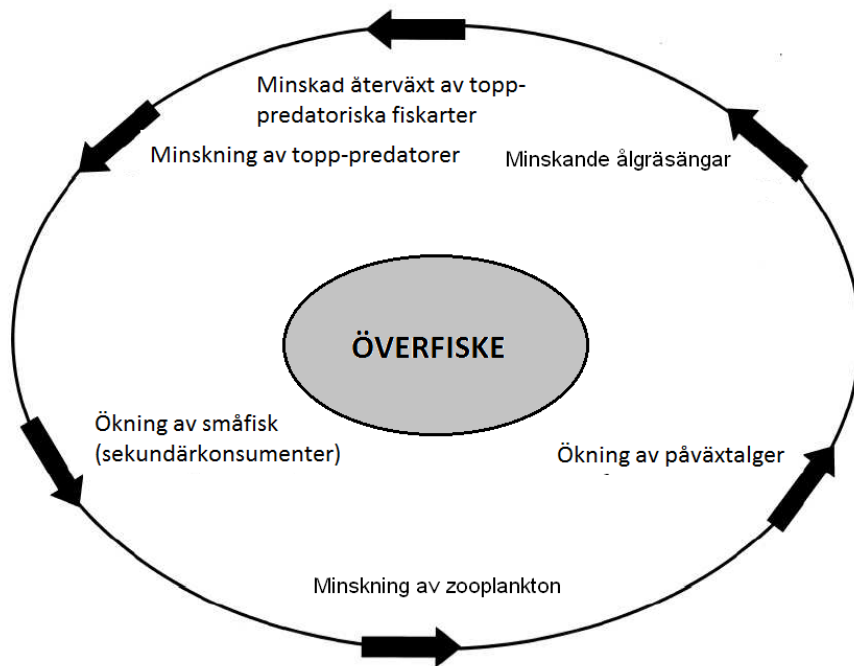 Minskad återväxt av topp-
predatoriska fiskarter
Minskning av topp-predatorer
Minskande ålgräsängar
ÖVERFISKE
Ökning av småfisk
(sekundärkonsumenter)
Ökning av påväxtalger
Minskning av zooplankton